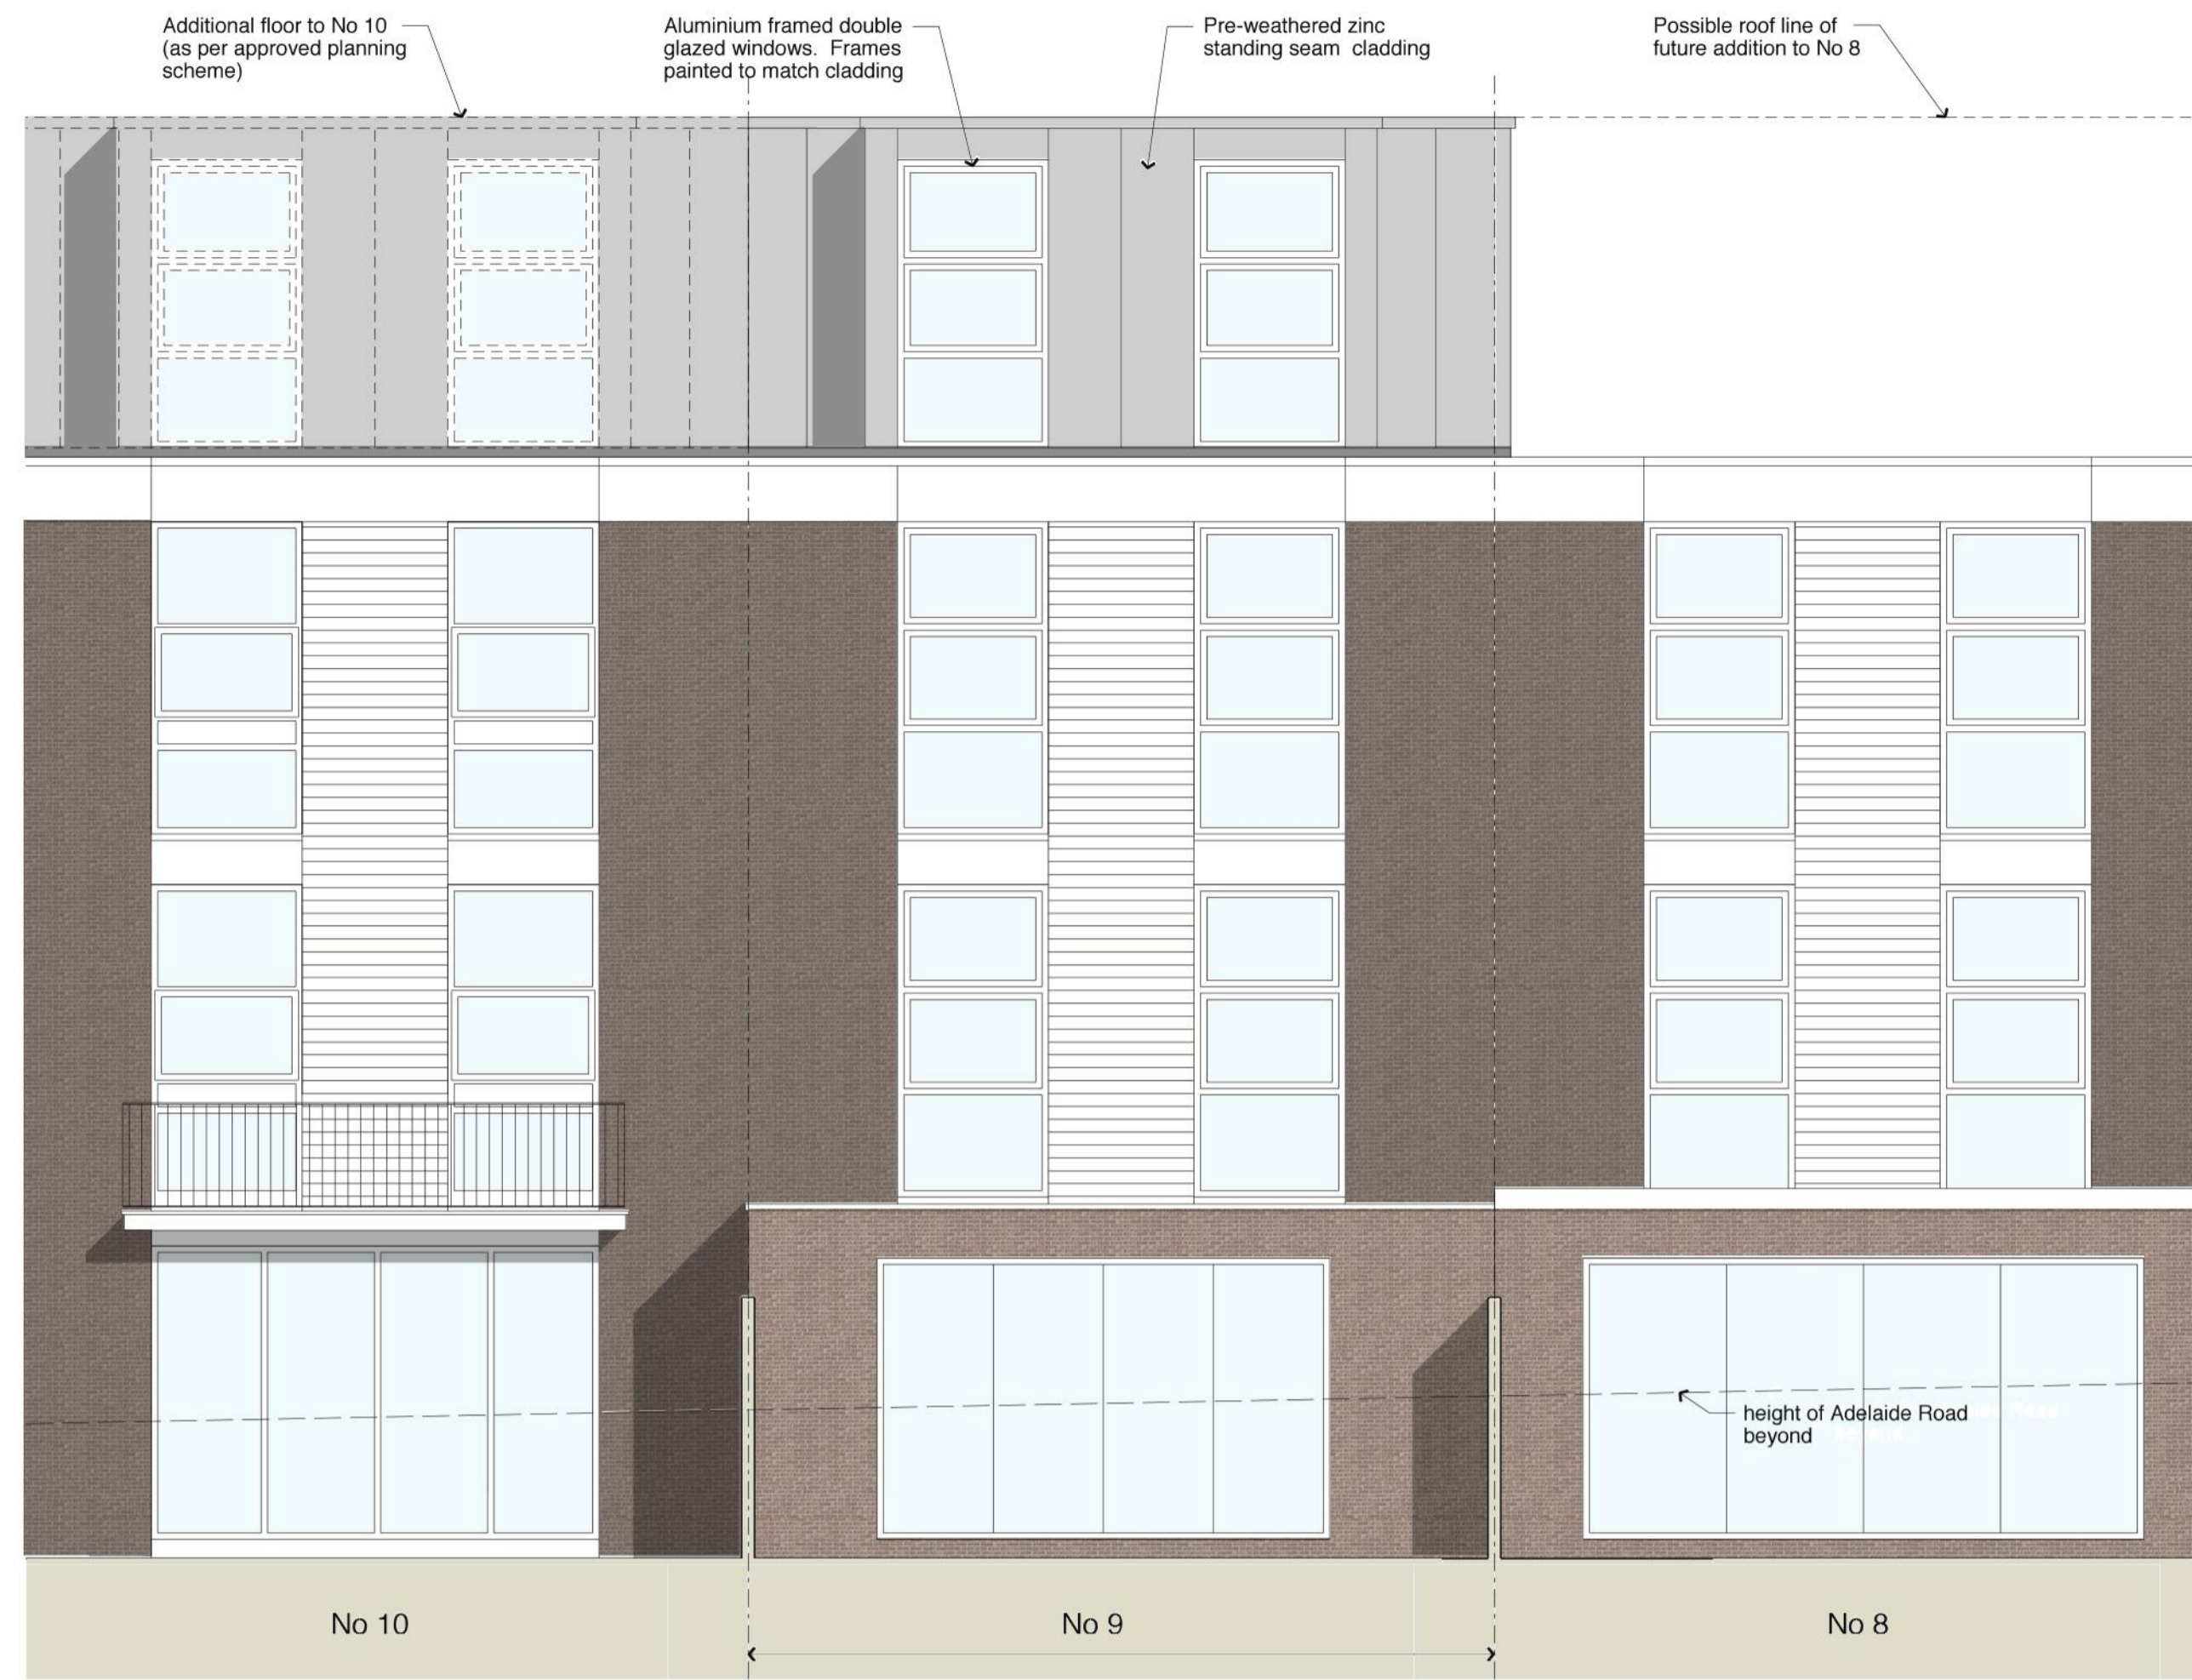 Additional floor to No 10
(as per approved planning
scheme)
Aluminium framed double
glazed windows.  Frames
painted to match cladding
Pre-weathered zinc
standing seam  cladding
Possible roof line of
future addition to No 8
height of Adelaide Road
beyond
No 10
No 9
No 8